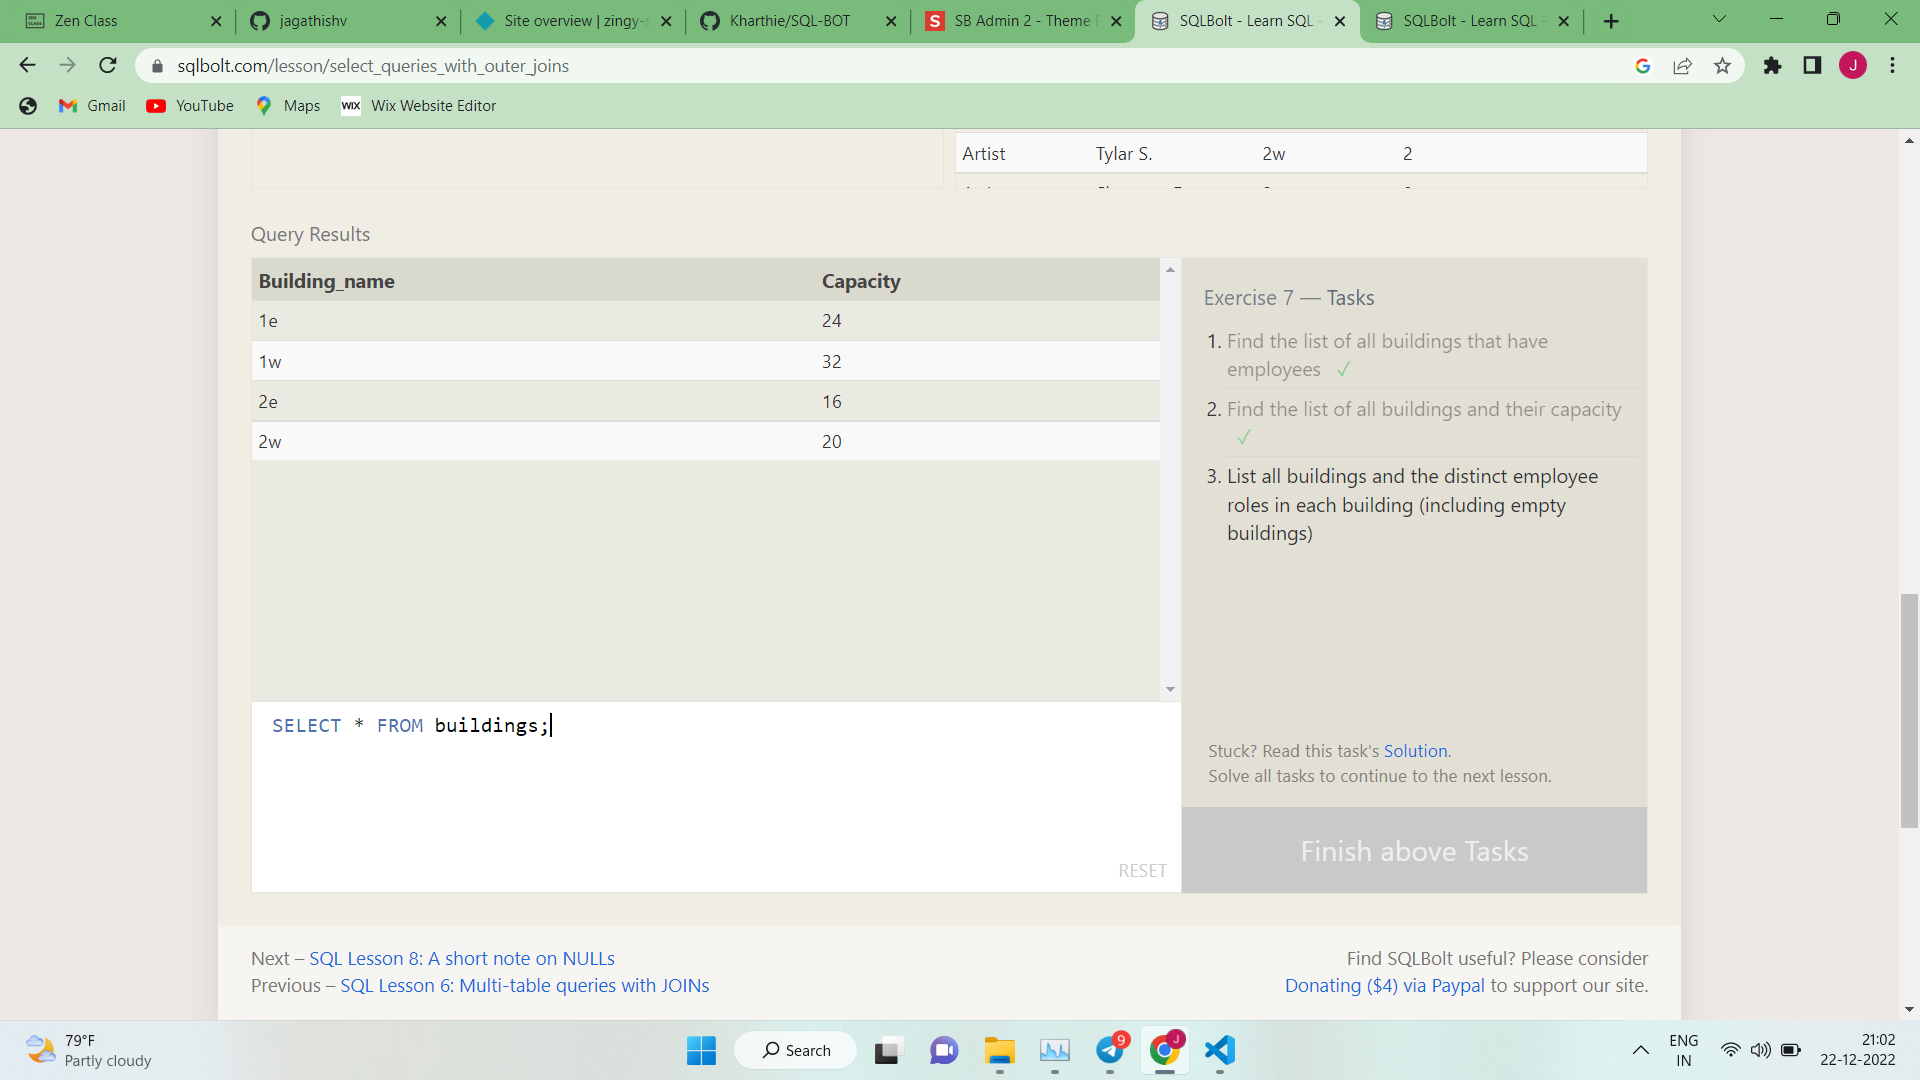 Zen Class
jagathishv
Site overview | zingy-s
Kharthie/SQL-BOT
SB Admin 2 - Theme
SQLBolt - Learn SQL -
SQLBolt - Learn SQL -
sqlbolt.com/lesson/select_queries_with_outer_joins
J
Gmail
YouTube
Maps
WIX Wix Website Editor
Artist Tylar S. 2w 2
Query Results
Building_name Capacity
1e 24
1w 32
2e 16
2w 20
Exercise 7 — Tasks
1. Find the list of all buildings that have
employees ✓
2. Find the list of all buildings and their capacity
✓
3. List all buildings and the distinct employee
roles in each building (including empty
buildings)
SELECT * FROM buildings;
RESET
Stuck? Read this task's Solution.
Solve all tasks to continue to the next lesson.
Finish above Tasks
Next – SQL Lesson 8: A short note on NULLs
Previous – SQL Lesson 6: Multi-table queries with JOINs
Find SQLBolt useful? Please consider
Donating ($4) via Paypal to support our site.
79°F
Partly cloudy
Search
9
J
ENG
IN
21:02
22-12-2022